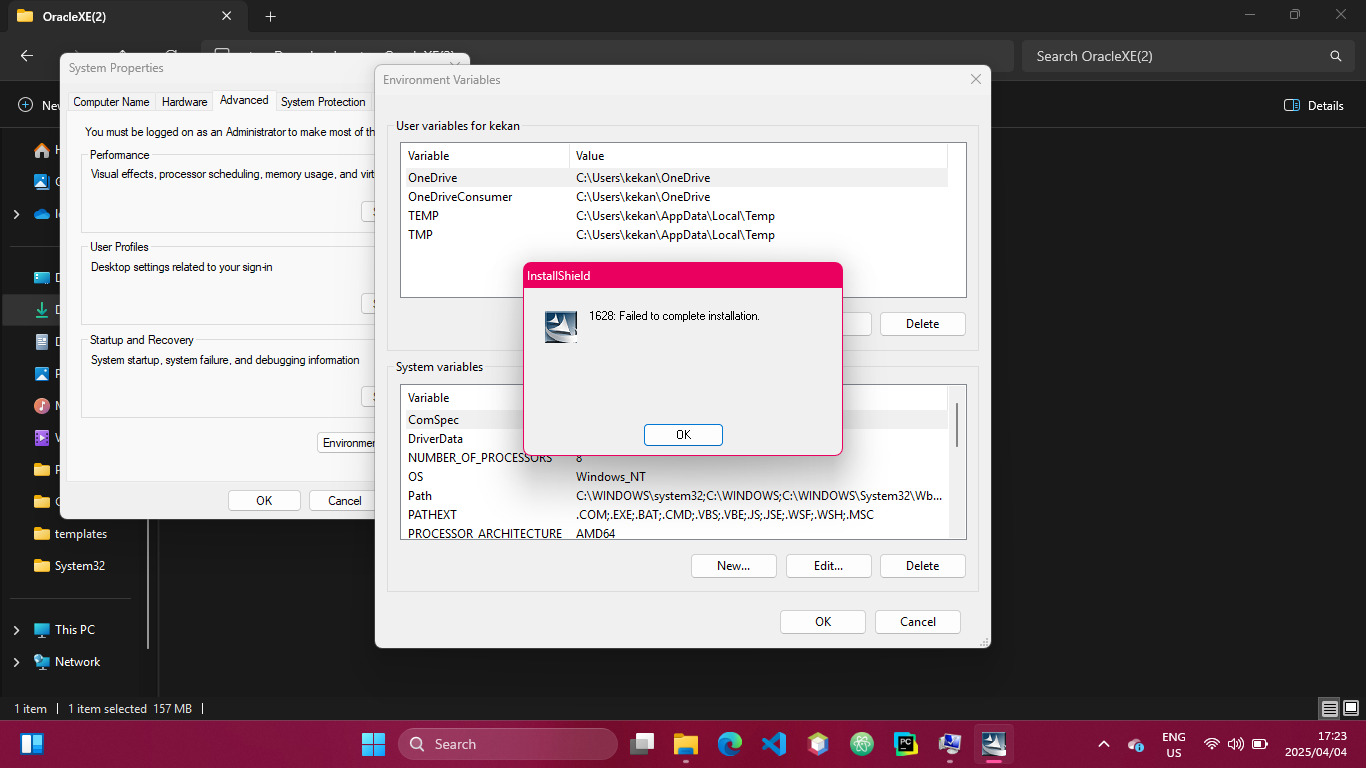 OracleXE(2)
Search OracleXE(2)
Details
System Properties
Computer Name
Hardware
Advanced
System Protection
You must be logged on as an Administrator to make most of th
Performance
Visual effects, processor scheduling, memory usage, and virt
User Profiles
Desktop settings related to your sign-in
Startup and Recovery
System startup, system failure, and debugging information
Environmen
OK
Cancel
Environment Variables
User variables for kekan
Variable Value
OneDrive C:\Users\kekan\OneDrive
OneDriveConsumer C:\Users\kekan\OneDrive
TEMP C:\Users\kekan\AppData\Local\Temp
TMP C:\Users\kekan\AppData\Local\Temp
Delete
InstallShield
1628: Failed to complete installation.
OK
System variables
Variable
ComSpec
DriverData
NUMBER_OF_PROCESSORS 8
OS Windows_NT
Path C:\WINDOWS\system32;C:\WINDOWS;C:\WINDOWS\System32\Wb...
PATHEXT .COM;.EXE;.BAT;.CMD;.VBS;.VBE;.JS;.JSE;.WSF;.WSH;.MSC
PROCESSOR_ARCHITECTURE AMD64
New... Edit... Delete
OK Cancel
templates
System32
This PC
Network
1 item 1 item selected 157 MB
Search
PC
ENG
US
17:23
2025/04/04